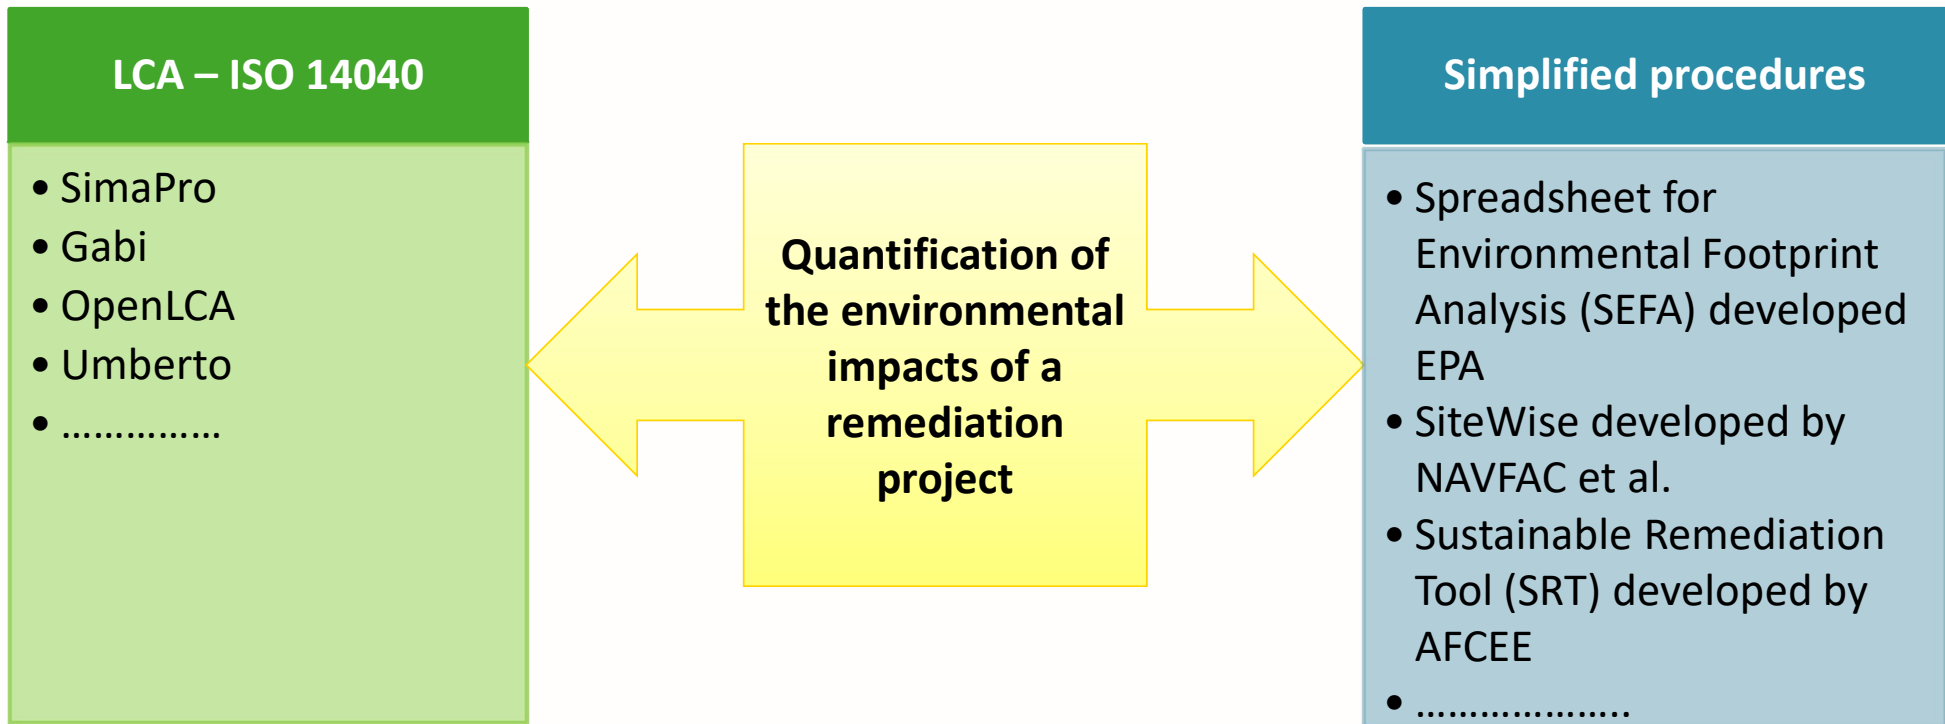 LCA – ISO 14040
• SimaPro
• Gabi
• OpenLCA
• Umberto
• ……………
Quantification of
the environmental
impacts of a
remediation
project
Simplified procedures
• Spreadsheet for
Environmental Footprint
Analysis (SEFA) developed
EPA
• SiteWise developed by
NAVFAC et al.
• Sustainable Remediation
Tool (SRT) developed by
AFCEE
• ………………..